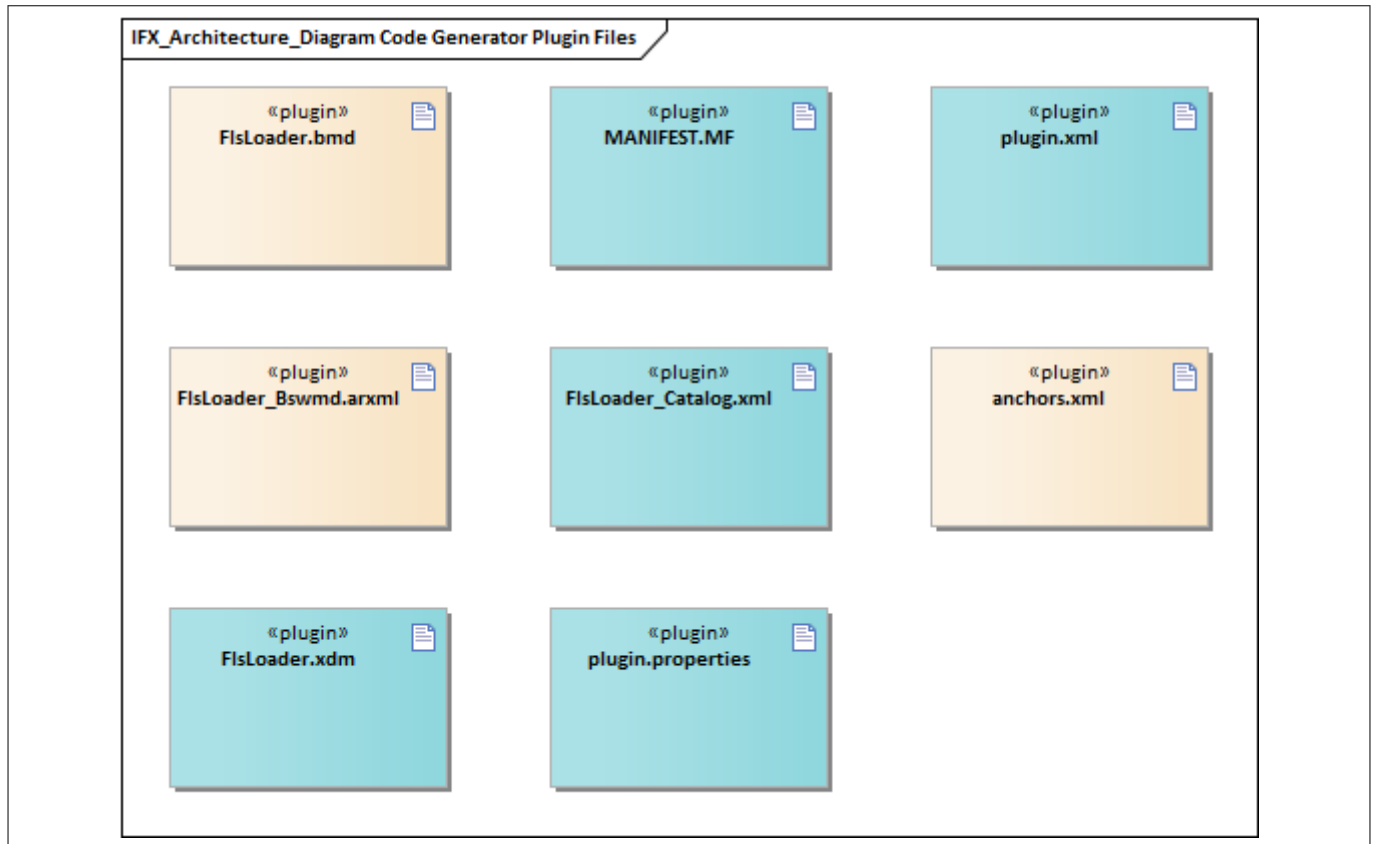 IFX_Architecture_Diagram Code Generator Plugin Files
«plugin»
FlsLoader.bmd
«plugin»
MANIFEST.MF
«plugin»
plugin.xml
«plugin»
FlsLoader_Bswmd.arxml
«plugin»
FlsLoader_Catalog.xml
«plugin»
anchors.xml
«plugin»
FlsLoader.xdm
«plugin»
plugin.properties